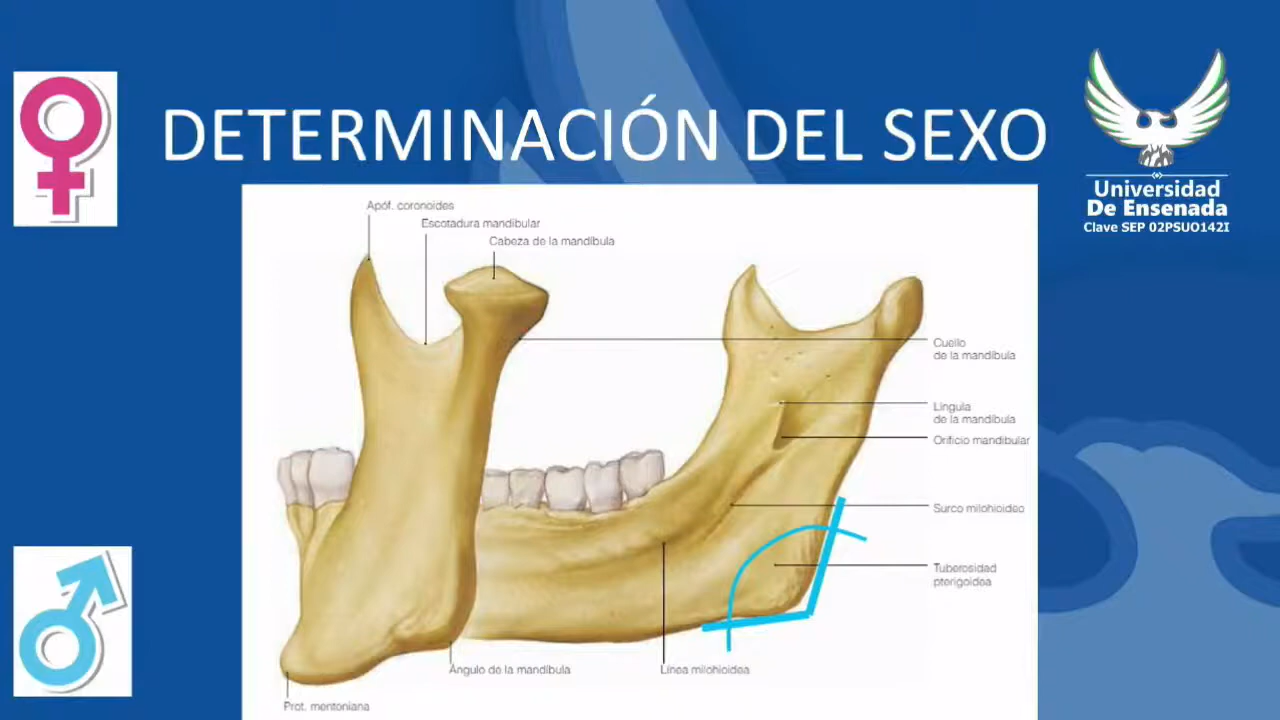 DETERMINACIÓN DEL SEXO
Universidad
De Ensenada
Clave SEP 02PSU0142I
Apóf. coronoides
Escotadura mandibular
Cabeza de la mandíbula
Cuello
de la mandíbula
Língula
de la mandíbula
Orificio mandibular
Surco milohioideo
Tuberosidad
pterigoidea
Ángulo de la mandíbula
Línea milohioidea
Prot. mentoniana